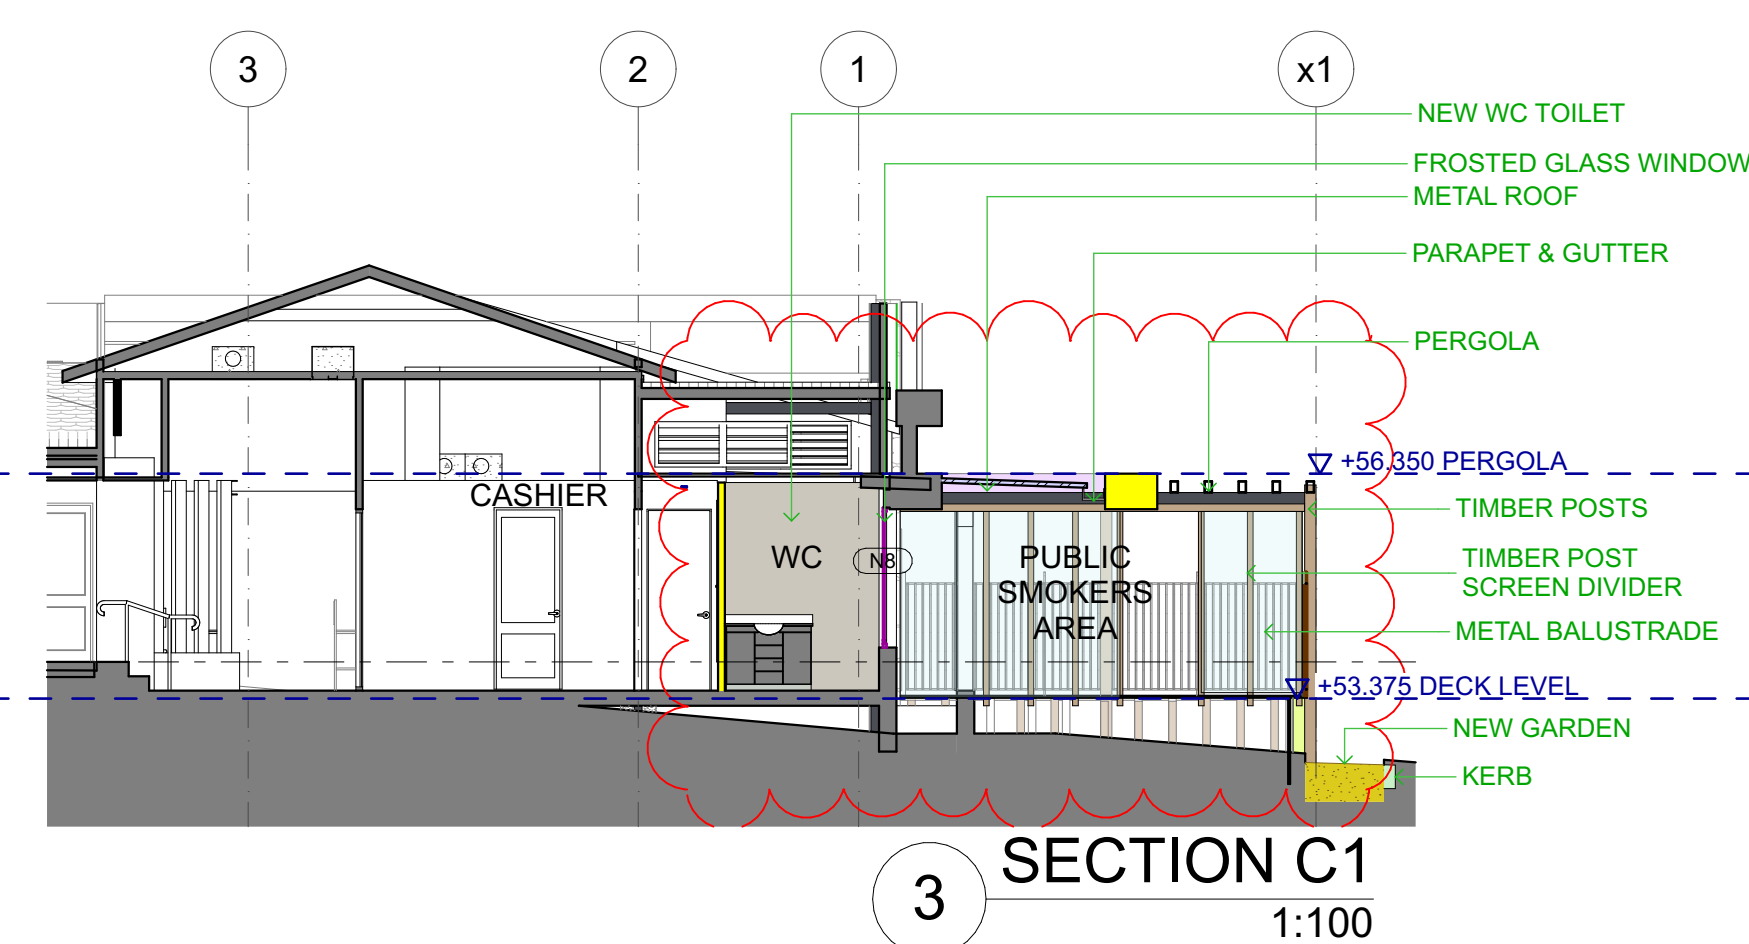 3
2
1
x1
NEW WC TOILET
FROSTED GLASS WINDOW
METAL ROOF
PARAPET & GUTTER
PERGOLA
+56.350 PERGOLA
CASHIER
TIMBER POSTS
WC
N8
PUBLIC
SMOKERS
AREA
TIMBER POST
SCREEN DIVIDER
METAL BALUSTRADE
+53.375 DECK LEVEL
NEW GARDEN
KERB
3
SECTION C1
1:100